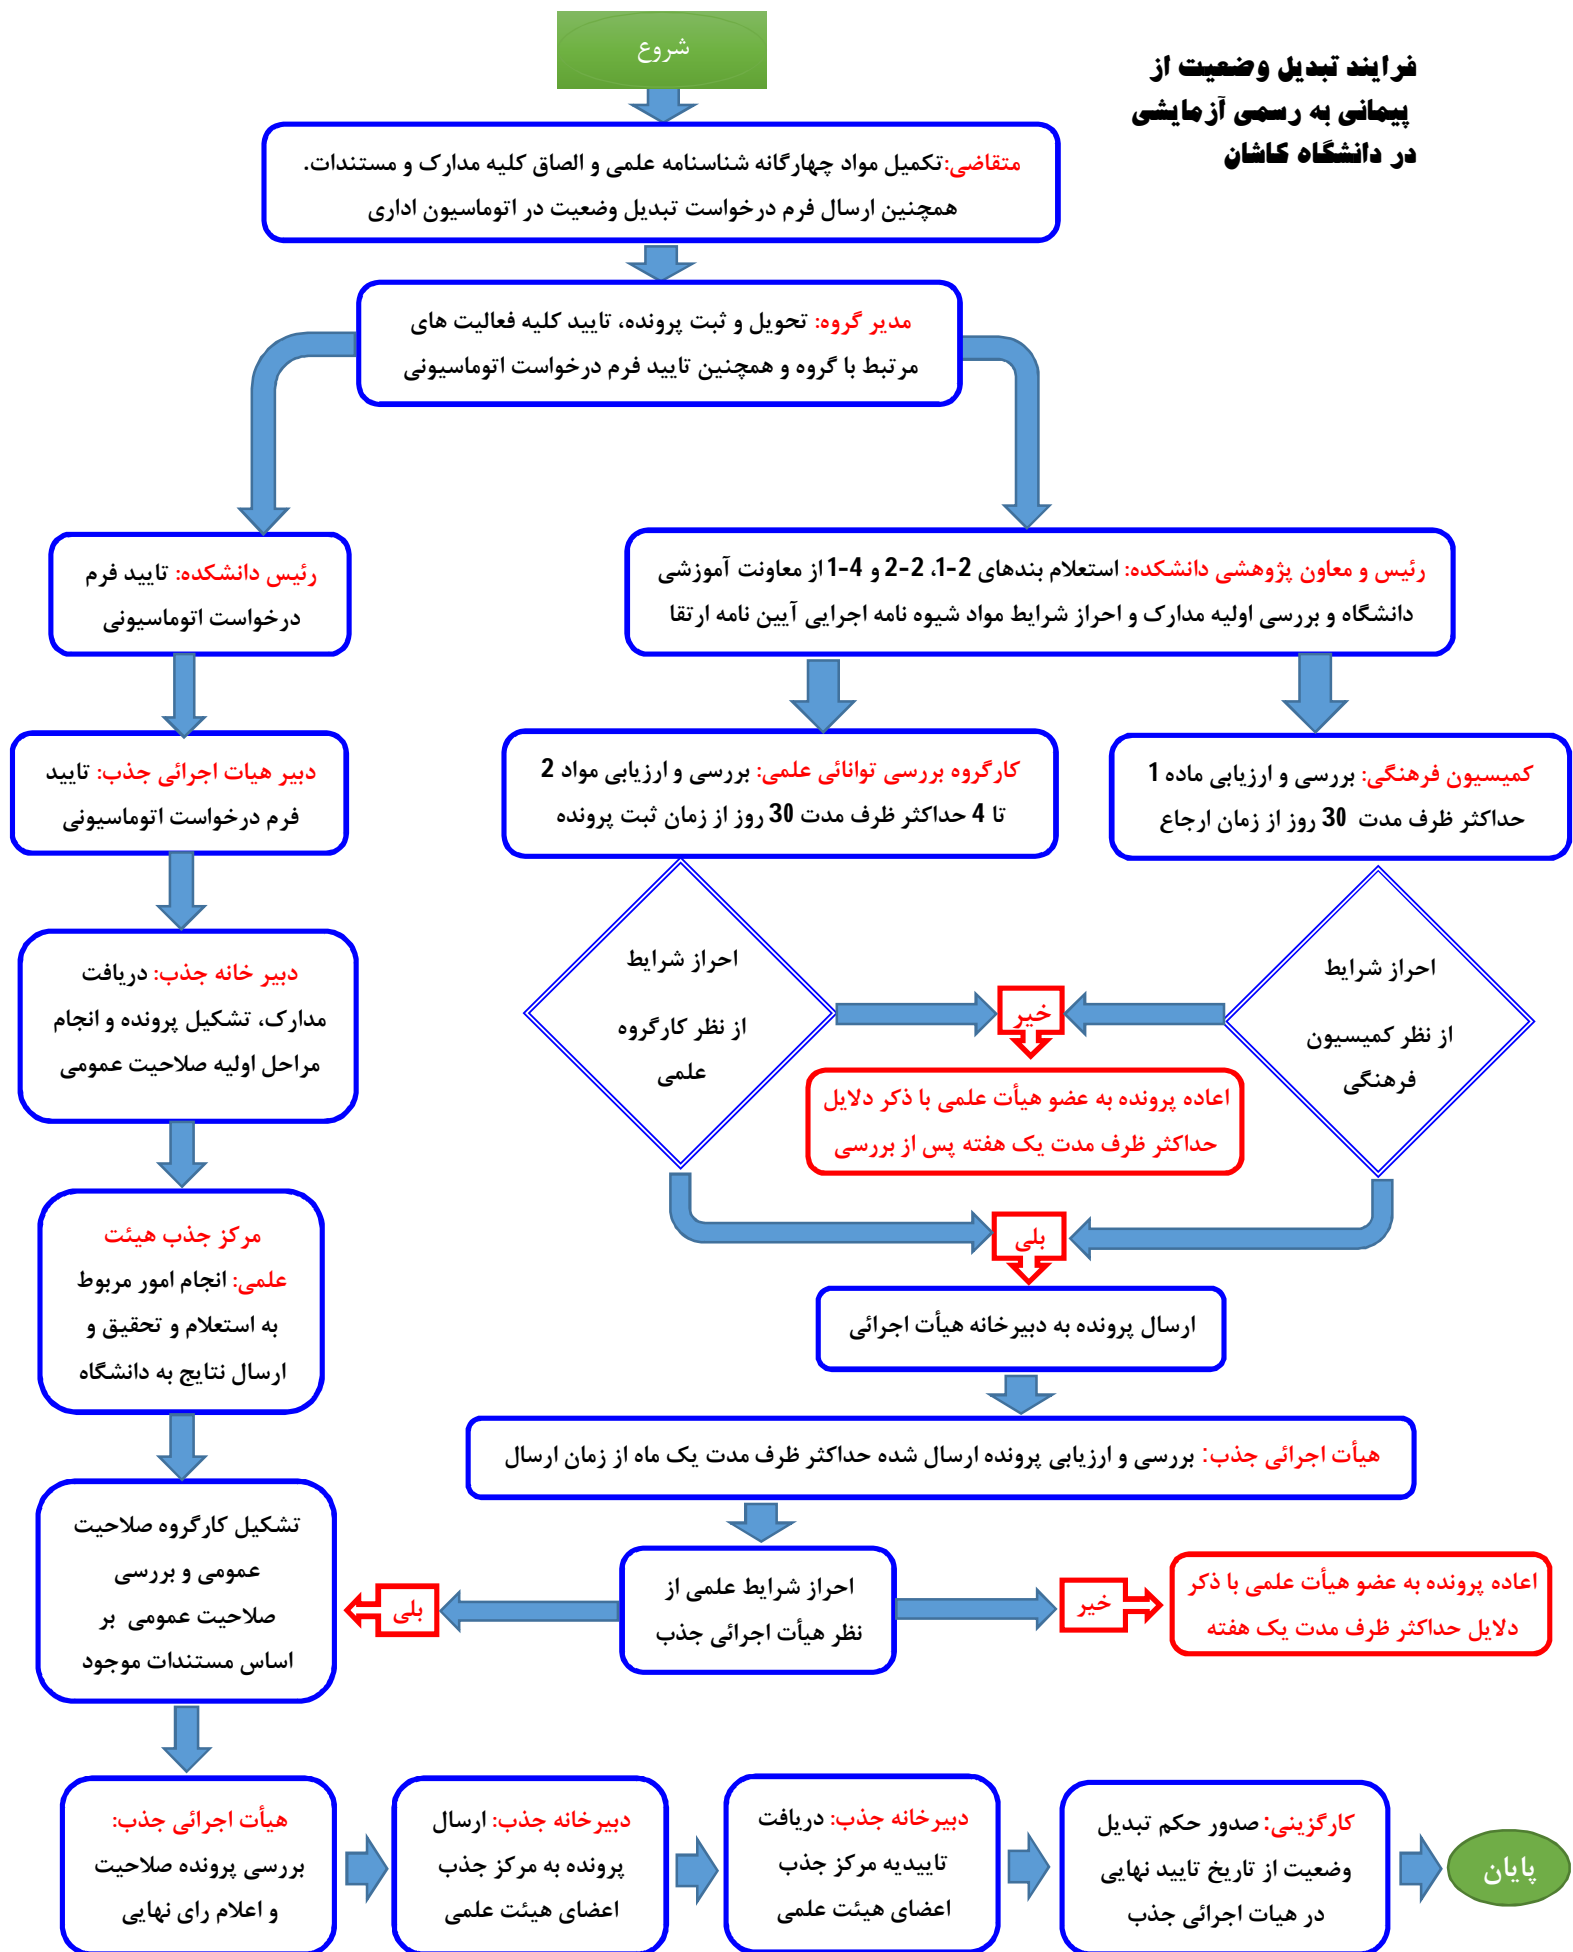 فرایند تبدیل وضعیت از
پیمانی به رسمی آزمایشی
در دانشگاه کاشان
شروع
متقاضی:تکمیل مواد چهارگانه شناسنامه علمی و الصاق کلیه مدارک و مستندات.
همچنین ارسال فرم درخواست تبدیل وضعیت در اتوماسیون اداری
مدیر گروه: تحویل و ثبت پرونده، تایید کلیه فعالیت های
مرتبط با گروه و همچنین تایید فرم درخواست اتوماسیونی
رئیس و معاون پژوهشی دانشکده: استعلام بندهای 2-1، 2-2 و 4-1 از معاونت آموزشی
دانشگاه و بررسی اولیه مدارک و احراز شرایط مواد شیوه نامه اجرایی آیین نامه ارتقا
رئیس دانشکده: تایید فرم
درخواست اتوماسیونی
کمیسیون فرهنگی: بررسی و ارزیابی ماده 1
حداکثر ظرف مدت 30 روز از زمان ارجاع
کارگروه بررسی توانائی علمی: بررسی و ارزیابی مواد 2
تا 4 حداکثر ظرف مدت 30 روز از زمان ثبت پرونده
دبیر هیات اجرائی جذب: تایید
فرم درخواست اتوماسیونی
احراز شرایط
از نظر کمیسیون
فرهنگی
احراز شرایط
از نظر کارگروه
علمی
خیر
اعاده پرونده به عضو هیأت علمی با ذکر دلایل
حداکثر ظرف مدت یک هفته پس از بررسی
دبیر خانه جذب: دریافت
مدارک، تشکیل پرونده و انجام
مراحل اولیه صلاحیت عمومی
بلی
ارسال پرونده به دبیرخانه هیأت اجرائی
مرکز جذب هیئت
علمی: انجام امور مربوط
به استعلام و تحقیق و
ارسال نتایج به دانشگاه
هیأت اجرائی جذب: بررسی و ارزیابی پرونده ارسال شده حداکثر ظرف مدت یک ماه از زمان ارسال
احراز شرایط علمی از
نظر هیأت اجرائی جذب
خیر
اعاده پرونده به عضو هیأت علمی با ذکر
دلایل حداکثر ظرف مدت یک هفته
بلی
تشکیل کارگروه صلاحیت
عمومی و بررسی
صلاحیت عمومی بر
اساس مستندات موجود
هیأت اجرائی جذب:
بررسی پرونده صلاحیت
و اعلام رای نهایی
دبیرخانه جذب: ارسال
پرونده به مرکز جذب
اعضای هیئت علمی
دبیرخانه جذب: دریافت
تاییدیه مرکز جذب
اعضای هیئت علمی
کارگزینی: صدور حکم تبدیل
وضعیت از تاریخ تایید نهایی
در هیات اجرائی جذب
پایان